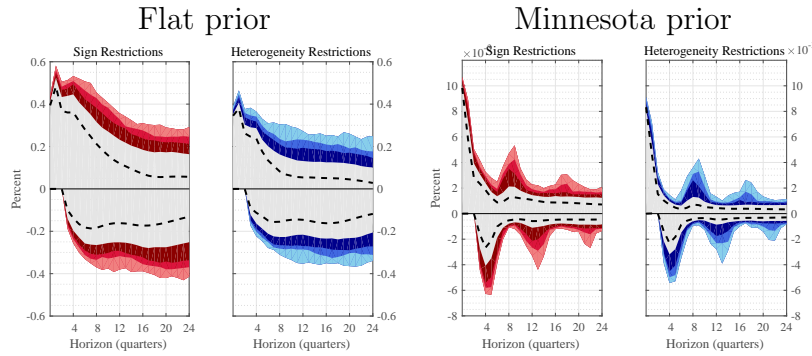 Flat prior Minnesota prior
Sign Restrictions Heterogeneity Restrictions Sign Restrictions Heterogeneity Restrictions
0.6 0.4 0.2 0 -0.2 -0.4 -0.6
Percent
4 8 12 16 20 24
Horizon (quarters)
4 8 12 16 20 24
Horizon (quarters)
0.6 0.4 0.2 0 -0.2 -0.4 -0.6
10 8 6 4 2 0 -2 -4 -6 -8
Percent
4 8 12 16 20 24
Horizon (quarters)
4 8 12 16 20 24
Horizon (quarters)
10 8 6 4 2 0 -2 -4 -6 -8